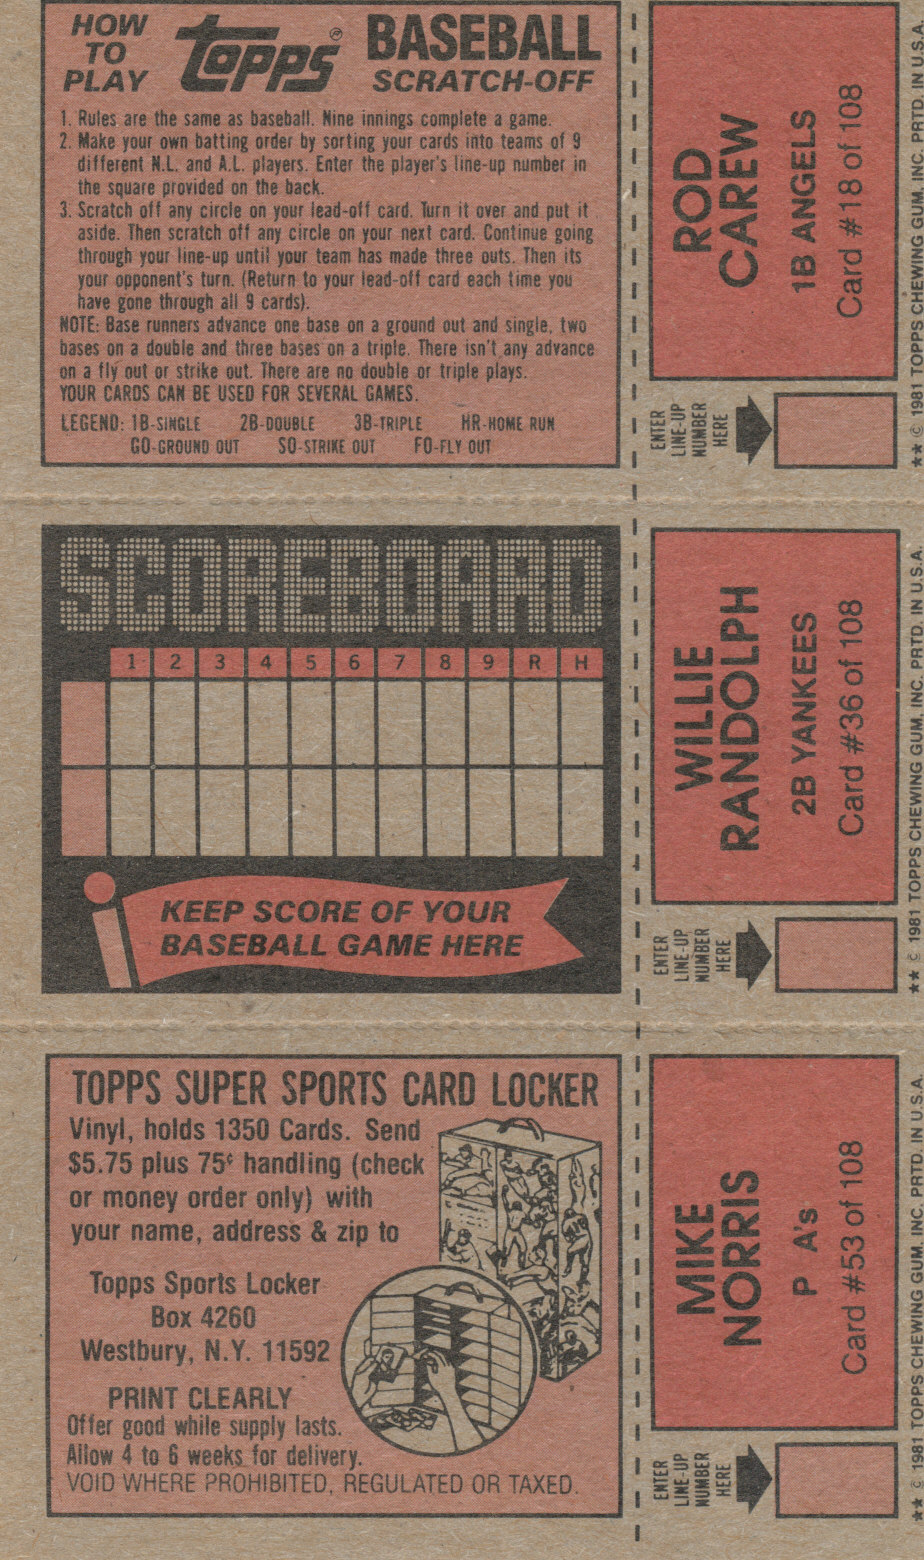 HOW
TO
PLAY
topps®
BASEBALL
SCRATCH-OFF
1. Rules are the same as baseball. Nine innings complete a game.
2. Make your own batting order by sorting your cards into teams of 9
different N.L. and A.L. players. Enter the player's line-up number in
the square provided on the back.
3. Scratch off any circle on your lead-off card. Turn it over and put it
aside. Then scratch off any circle on your next card. Continue going
through your line-up until your team has made three outs. Then its
your opponent's turn. (Return to your lead-off card each time you
have gone through all 9 cards).
NOTE: Base runners advance one base on a ground out and single, two
bases on a double and three bases on a triple. There isn't any advance
on a fly out or strike out. There are no double or triple plays.
YOUR CARDS CAN BE USED FOR SEVERAL GAMES.
LEGEND: 1B-SINGLE 2B-DOUBLE 3B-TRIPLE HR-HOME RUN
GO-GROUND OUT SO-STRIKE OUT FO-FLY OUT
ROD
CAREW
1B ANGELS
Card #18 of 108
ENTER
LINE-UP
NUMBER
HERE
★★ © 1981 TOPPS CHEWING GUM, INC. PRTD. IN U.S.A.
SCOREBOARD
1 2 3 4 5 6 7 8 9 R H
KEEP SCORE OF YOUR
BASEBALL GAME HERE
WILLIE
RANDOLPH
2B YANKEES
Card #36 of 108
ENTER
LINE-UP
NUMBER
HERE
★★ © 1981 TOPPS CHEWING GUM, INC. PRTD. IN U.S.A.
TOPPS SUPER SPORTS CARD LOCKER
Vinyl, holds 1350 Cards. Send
$5.75 plus 75¢ handling (check
or money order only) with
your name, address & zip to
Topps Sports Locker
Box 4260
Westbury, N.Y. 11592
PRINT CLEARLY
Offer good while supply lasts.
Allow 4 to 6 weeks for delivery.
VOID WHERE PROHIBITED, REGULATED OR TAXED.
MIKE
NORRIS
P A's
Card #53 of 108
ENTER
LINE-UP
NUMBER
HERE
★★ © 1981 TOPPS CHEWING GUM, INC. PRTD. IN U.S.A.